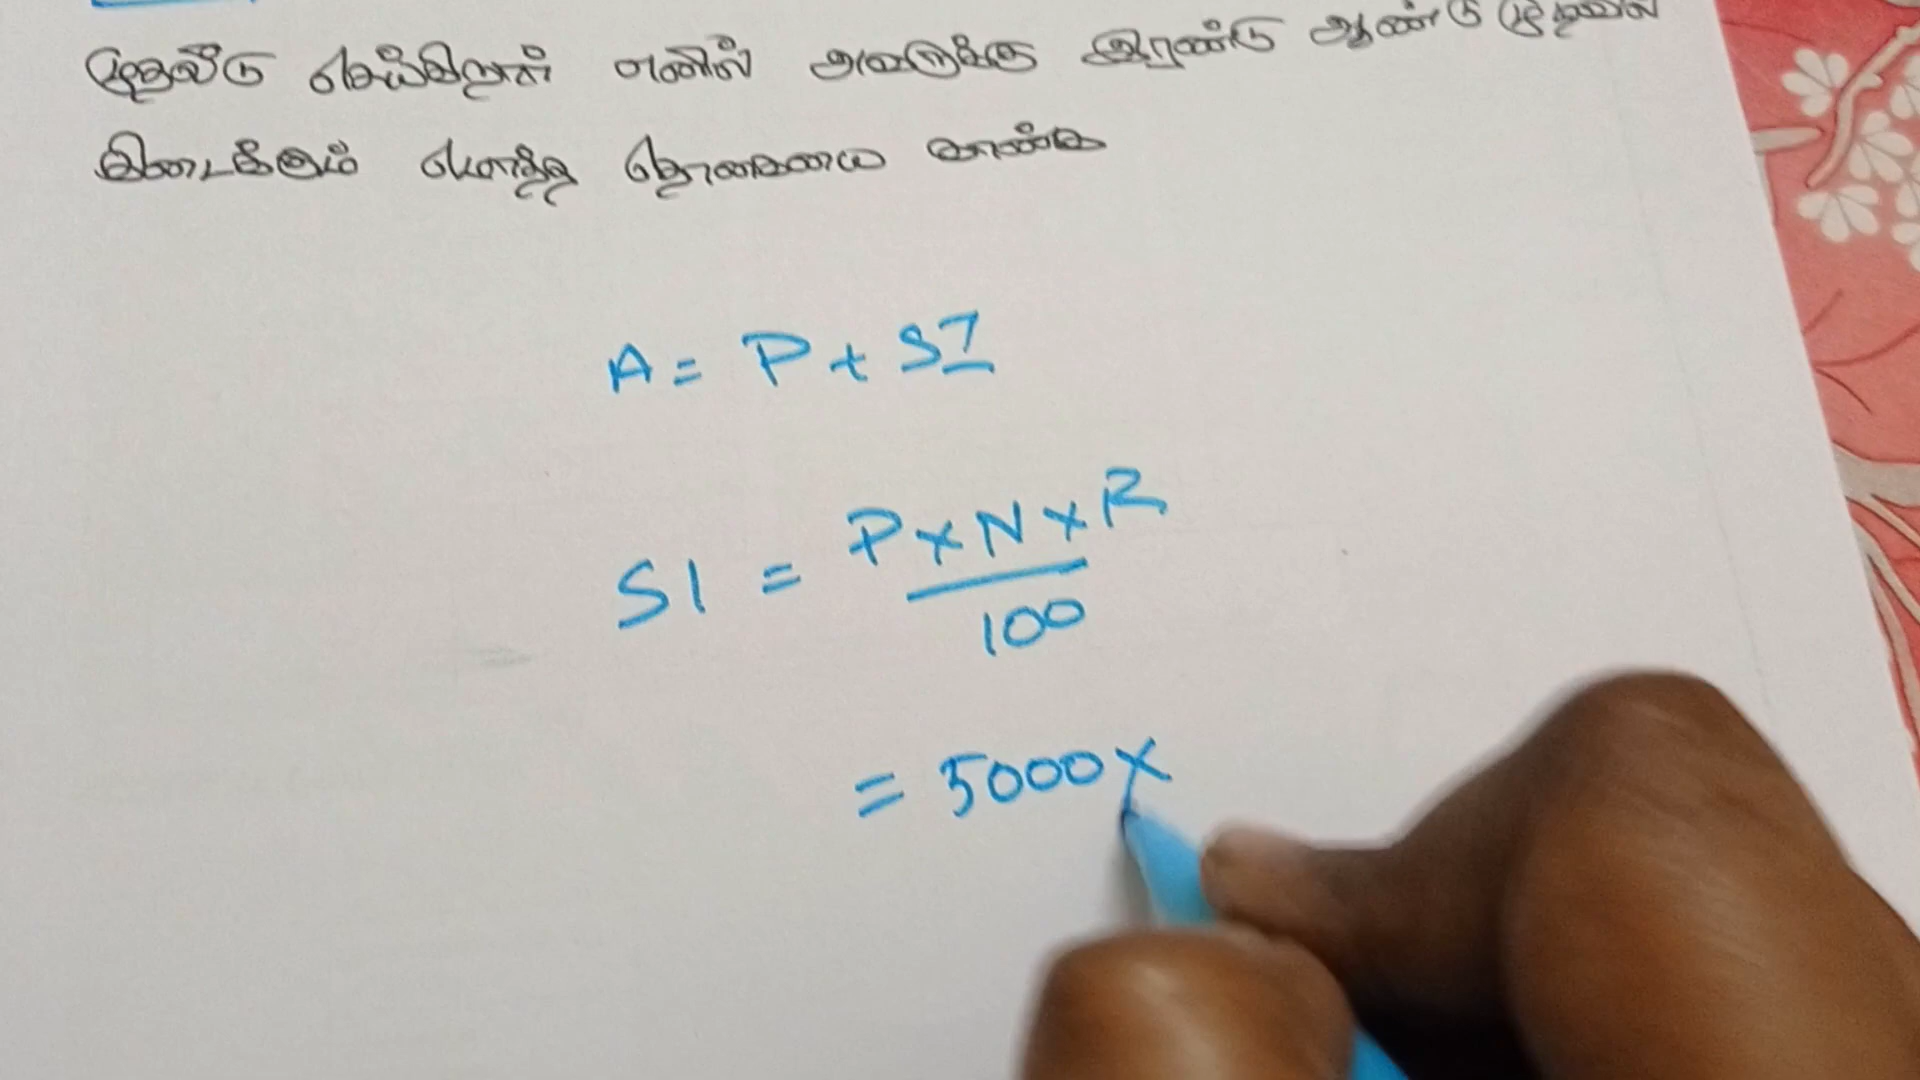 முதலீடு செய்கிறார் எனில் அவருக்கு இரண்டு ஆண்டு முடிவில்
கிடைக்கும் மொத்த தொகையை காண்க
A = P + SI
SI = P × N × R
100
= 5000 ×